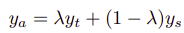 y_a = λy_t + (1 − λ)y_s